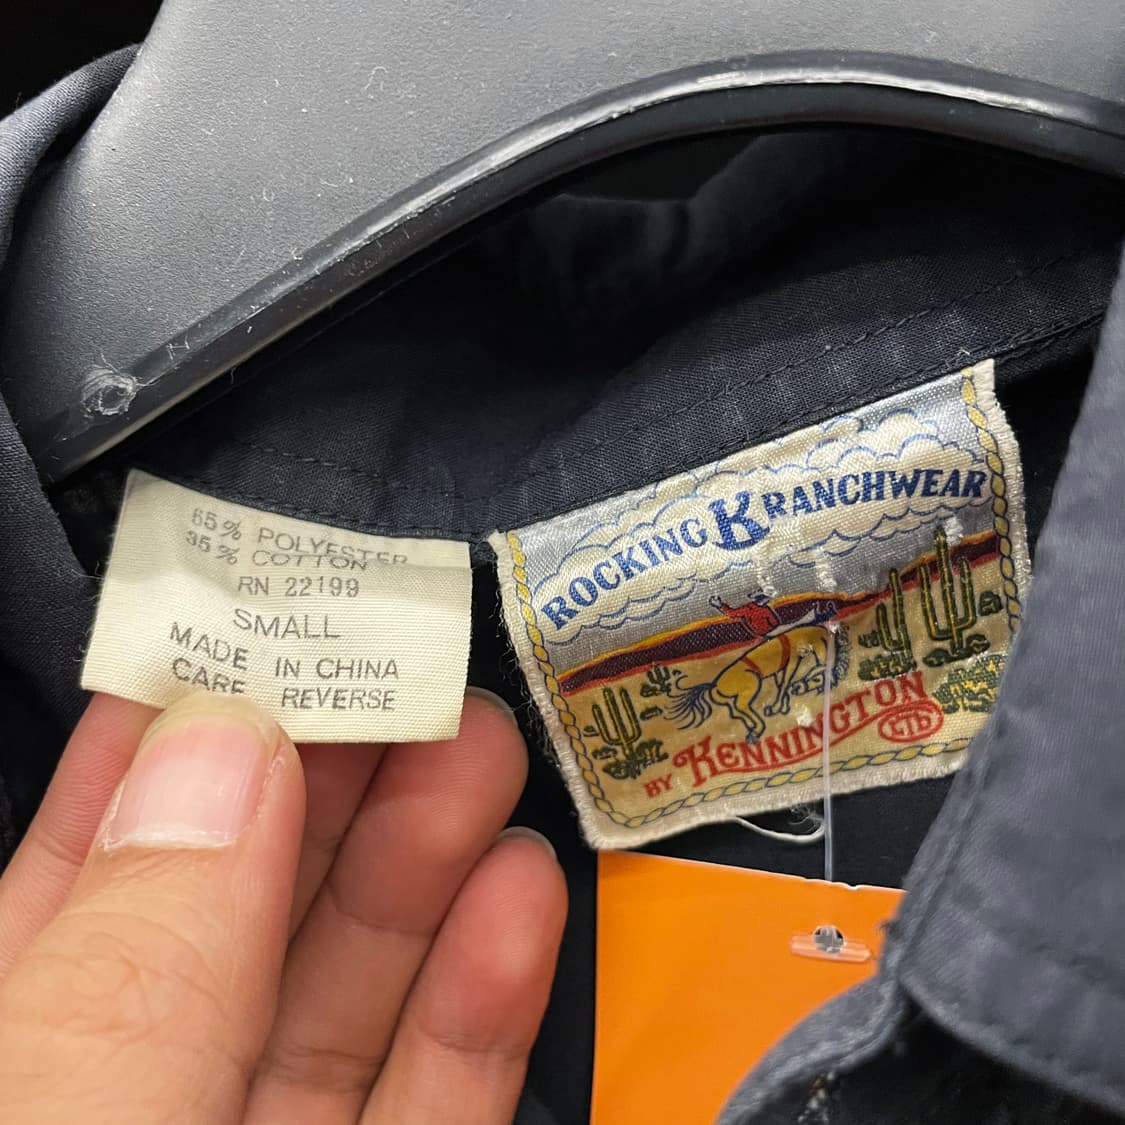 65% POLYESTER
35% COTTON
RN 22199
SMALL
MADE IN CHINA
CARE REVERSE
ROCKING K RANCHWEAR
BY KENNINGTON LTD